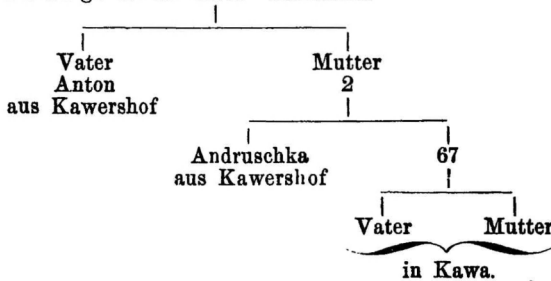 Vater Mutter
Anton 2
aus Kawershof
Andruschka 67
aus Kawershof
Vater Mutter
in Kawa.